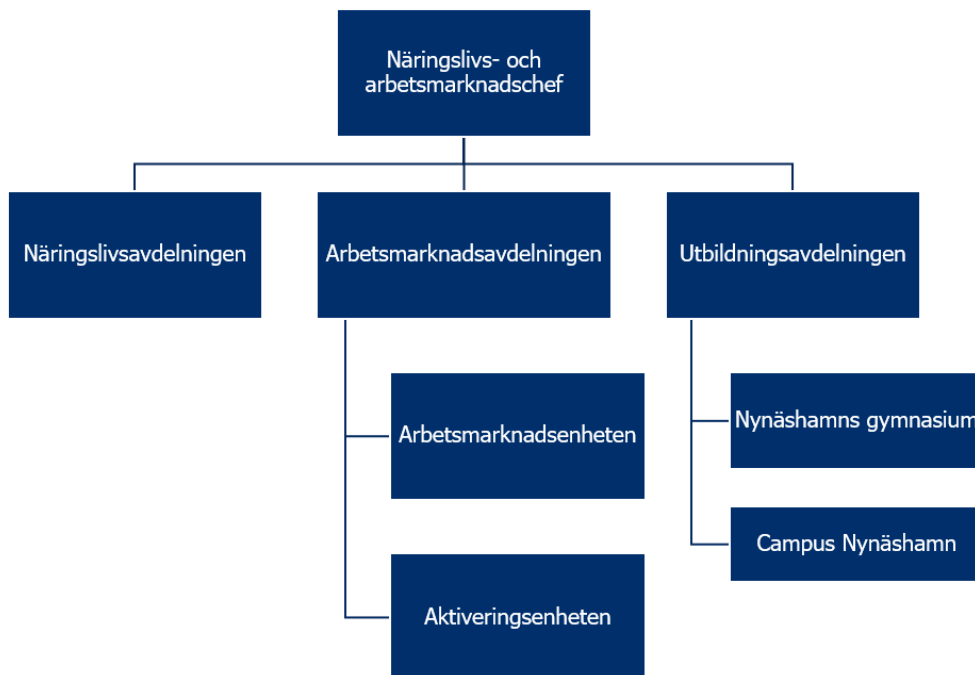 Näringslivs- och
arbetsmarknadschef
Näringslivsavdelningen
Arbetsmarknadsavdelningen
Utbildningsavdelningen
Arbetsmarknadsenheten
Nynäshamns gymnasium
Campus Nynäshamn
Aktiveringsenheten